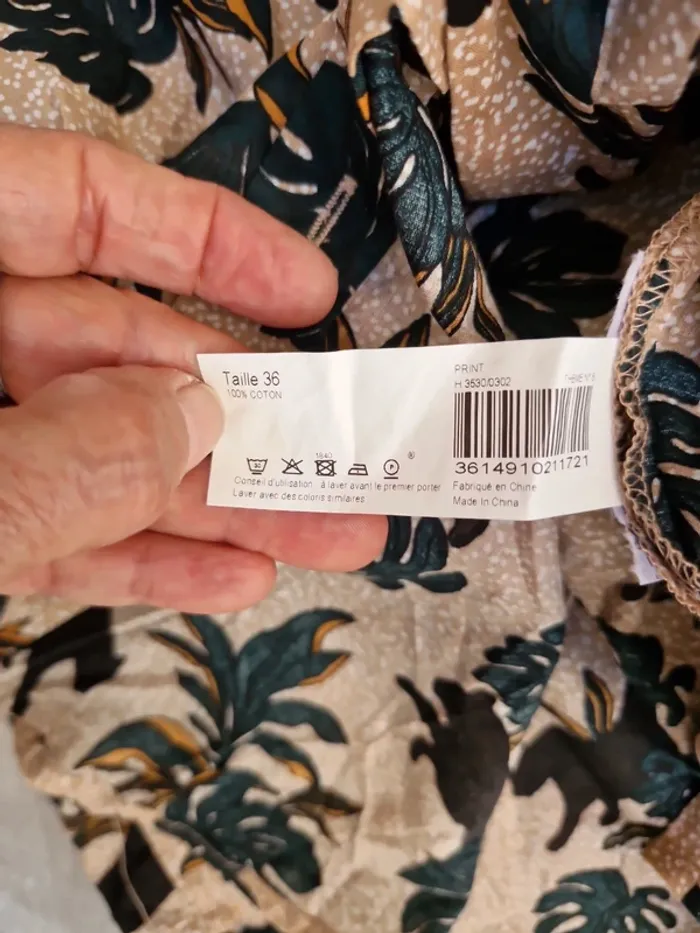 Taille 36
100% COTON
1840
®
Conseil d'utilisation : à laver avant le premier porter
Laver avec des coloris similaires
PRINT
H 3530/0302
3614910211721
Fabriqué en Chine
Made In China